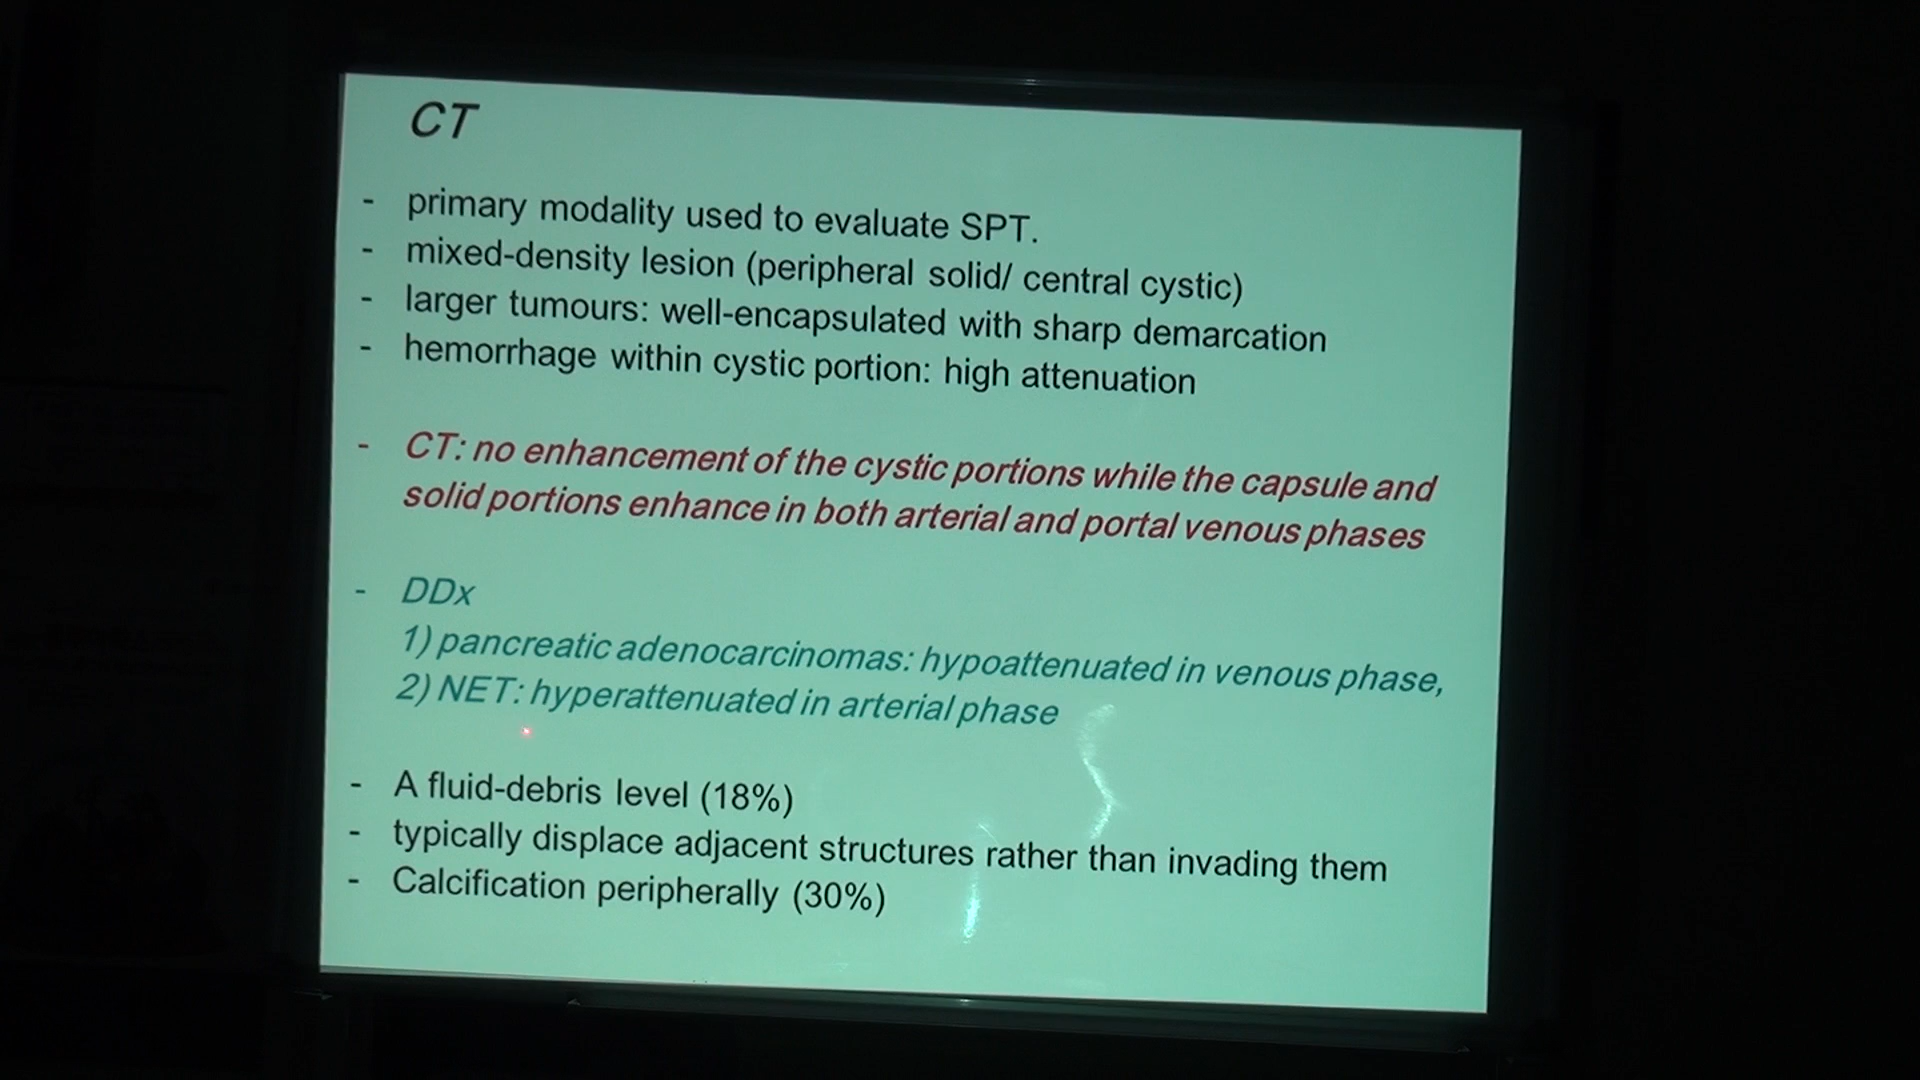 CT
- primary modality used to evaluate SPT.
- mixed-density lesion (peripheral solid/ central cystic)
- larger tumours: well-encapsulated with sharp demarcation
- hemorrhage within cystic portion: high attenuation
- CT: no enhancement of the cystic portions while the capsule and
solid portions enhance in both arterial and portal venous phases
- DDx
1) pancreatic adenocarcinomas: hypoattenuated in venous phase,
2) NET: hyperattenuated in arterial phase
- A fluid-debris level (18%)
- typically displace adjacent structures rather than invading them
- Calcification peripherally (30%)